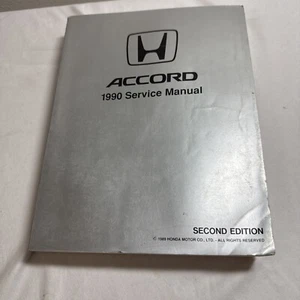 ACCORD
1990 Service Manual
SECOND EDITION
© 1989 HONDA MOTOR CO., LTD. - ALL RIGHTS RESERVED